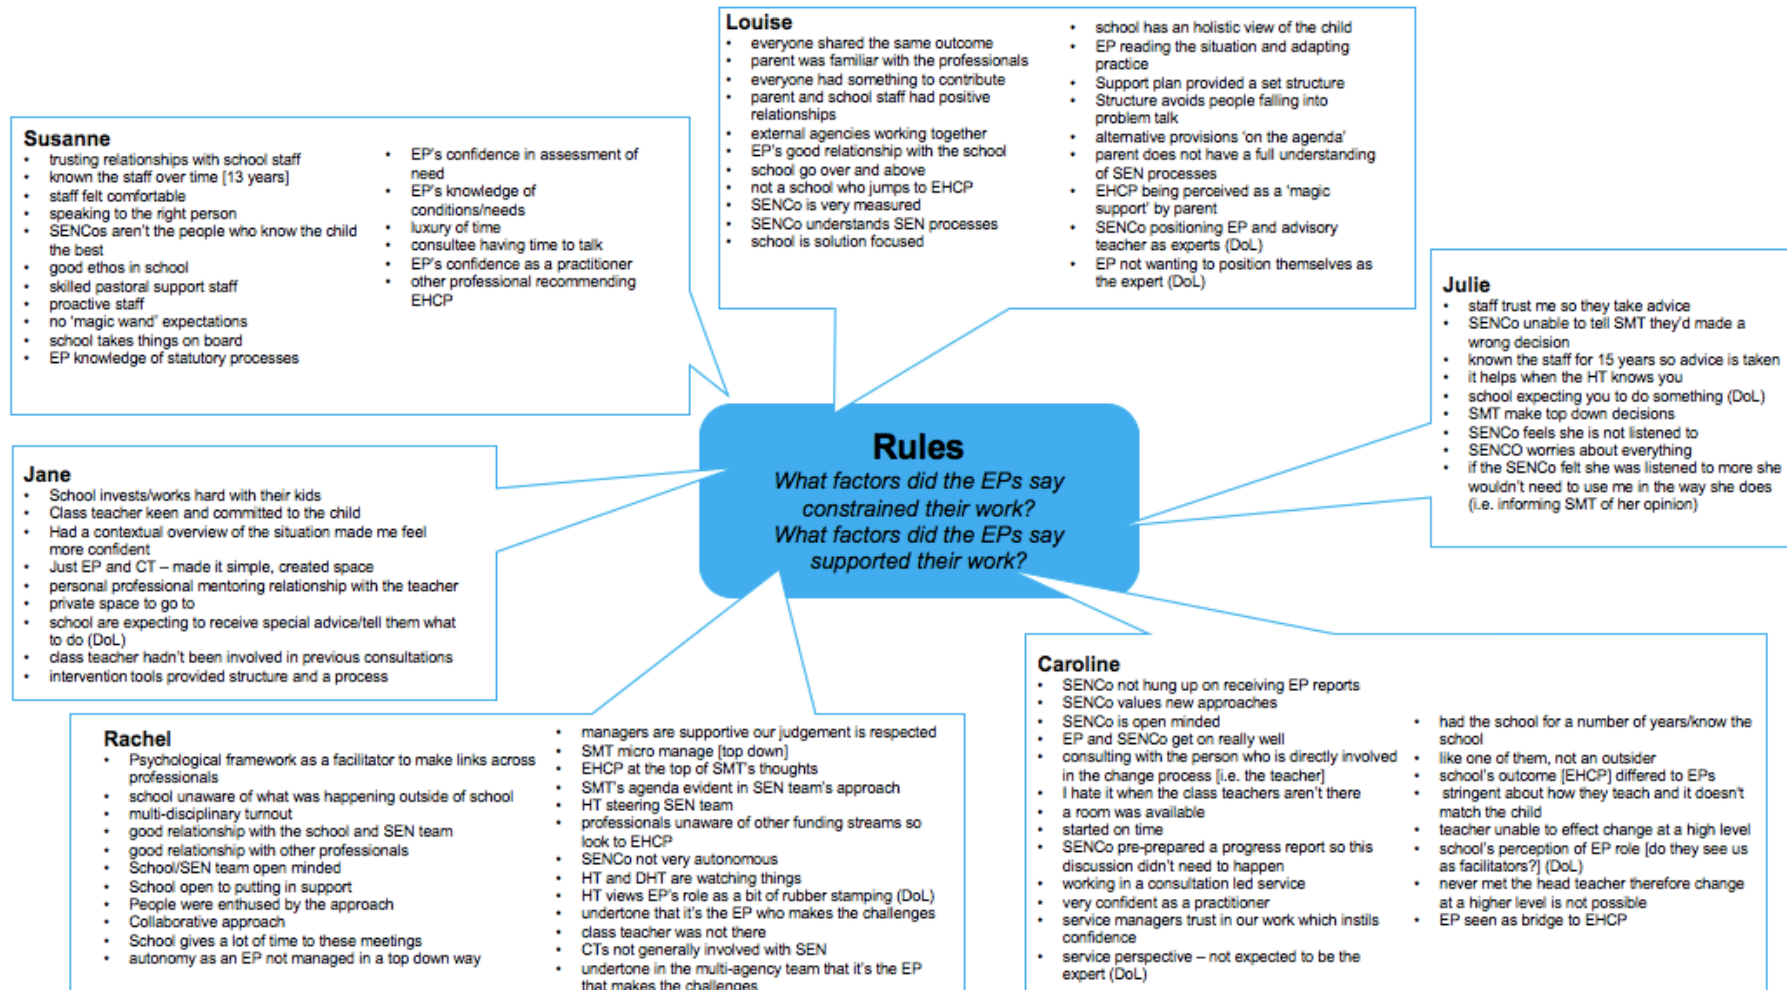 Louise
• everyone shared the same outcome
• parent was familiar with the professionals
• everyone had something to contribute
• parent and school staff had positive
relationships
• external agencies working together
• EP's good relationship with the school
• school go over and above
• not a school who jumps to EHCP
• SENCo is very measured
• SENCo understands SEN processes
• school is solution focused
• school has an holistic view of the child
• EP reading the situation and adapting
practice
• Support plan provided a set structure
• Structure avoids people falling into
problem talk
• alternative provisions 'on the agenda'
• parent does not have a full understanding
of SEN processes
• EHCP being perceived as a 'magic
support' by parent
• SENCo positioning EP and advisory
teacher as experts (DoL)
• EP not wanting to position themselves as
the expert (DoL)
Susanne
• trusting relationships with school staff
• known the staff over time [13 years]
• staff felt comfortable
• speaking to the right person
• SENCos aren't the people who know the child
the best
• good ethos in school
• skilled pastoral support staff
• proactive staff
• no 'magic wand' expectations
• school takes things on board
• EP knowledge of statutory processes
• EP's confidence in assessment of
need
• EP's knowledge of
conditions/needs
• luxury of time
• consultee having time to talk
• EP's confidence as a practitioner
• other professional recommending
EHCP
Julie
• staff trust me so they take advice
• SENCo unable to tell SMT they'd made a
wrong decision
• known the staff for 15 years so advice is taken
• it helps when the HT knows you
• school expecting you to do something (DoL)
• SMT make top down decisions
• SENCo feels she is not listened to
• SENCO worries about everything
• if the SENCo felt she was listened to more she
wouldn't need to use me in the way she does
(i.e. informing SMT of her opinion)
Rules
What factors did the EPs say
constrained their work?
What factors did the EPs say
supported their work?
Jane
• School invests/works hard with their kids
• Class teacher keen and committed to the child
• Had a contextual overview of the situation made me feel
more confident
• Just EP and CT – made it simple, created space
• personal professional mentoring relationship with the teacher
• private space to go to
• school are expecting to receive special advice/tell them what
to do (DoL)
• class teacher hadn't been involved in previous consultations
• intervention tools provided structure and a process
Rachel
• Psychological framework as a facilitator to make links across
professionals
• school unaware of what was happening outside of school
• multi-disciplinary turnout
• good relationship with the school and SEN team
• good relationship with other professionals
• School/SEN team open minded
• School open to putting in support
• People were enthused by the approach
• Collaborative approach
• School gives a lot of time to these meetings
• autonomy as an EP not managed in a top down way
• managers are supportive our judgement is respected
• SMT micro manage [top down]
• EHCP at the top of SMT's thoughts
• SMT's agenda evident in SEN team's approach
• HT steering SEN team
• professionals unaware of other funding streams so
look to EHCP
• SENCo not very autonomous
• HT and DHT are watching things
• HT views EP's role as a bit of rubber stamping (DoL)
• undertone that it's the EP who makes the challenges
• class teacher was not there
• CTs not generally involved with SEN
• undertone in the multi-agency team that it's the EP
that makes the challenges
Caroline
• SENCo not hung up on receiving EP reports
• SENCo values new approaches
• SENCo is open minded
• EP and SENCo get on really well
• consulting with the person who is directly involved
in the change process [i.e. the teacher]
• I hate it when the class teachers aren't there
• a room was available
• started on time
• SENCo pre-prepared a progress report so this
discussion didn't need to happen
• working in a consultation led service
• very confident as a practitioner
• service managers trust in our work which instils
confidence
• service perspective – not expected to be the
expert (DoL)
• had the school for a number of years/know the
school
• like one of them, not an outsider
• school's outcome [EHCP] differed to EPs
• stringent about how they teach and it doesn't
match the child
• teacher unable to effect change at a high level
• school's perception of EP role [do they see us
as facilitators?] (DoL)
• never met the head teacher therefore change
at a higher level is not possible
• EP seen as bridge to EHCP